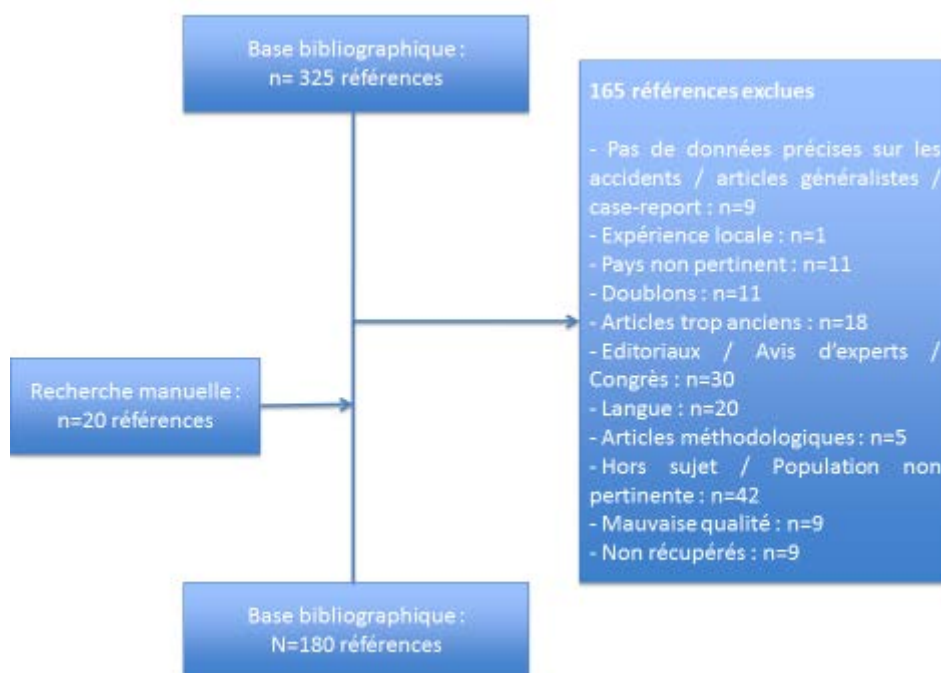 Base bibliographique :
n= 325 références
165 références exclues
- Pas de données précises sur les
accidents / articles généralistes /
case-report : n=9
- Expérience locale : n=1
- Pays non pertinent : n=11
- Doublons : n=11
- Articles trop anciens : n=18
- Editoriaux / Avis d'experts /
Congrès : n=30
- Langue : n=20
- Articles méthodologiques : n=5
- Hors sujet / Population non
pertinente : n=42
- Mauvaise qualité : n=9
- Non récupérés : n=9
Recherche manuelle :
n=20 références
Base bibliographique :
N=180 références